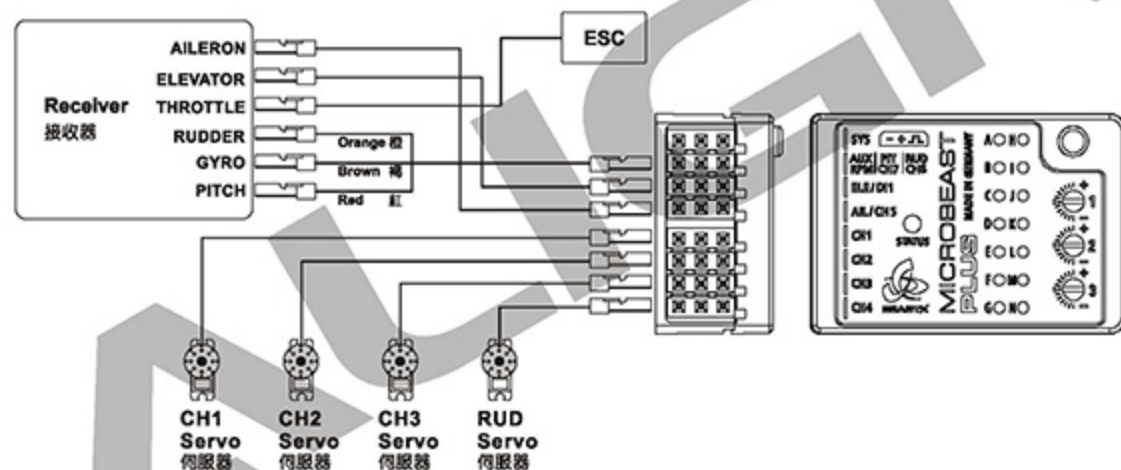 ESC
AILERON
ELEVATOR
THROTTLE
RUDDER
GYRO
PITCH
Receiver
接收器
Orange 橙
Brown 褐
Red 紅
SYS
AUX PIT RUD
RPM CH7 CH6
ELE/DI1
AIL/CH5
CH1
CH2
CH3
CH4
STATUS
MICROBEAST
PLUS
MADE IN GERMANY
BEASTX
A H
B I
C J
D K
E L
F M
G N
1
2
3
CH1
Servo
伺服器
CH2
Servo
伺服器
CH3
Servo
伺服器
RUD
Servo
伺服器